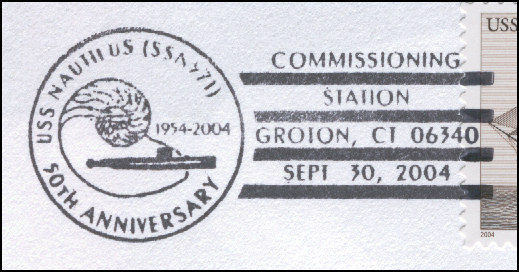 USS NAUTILUS (SSN 571)
1954-2004
50TH ANNIVERSARY
COMMISSIONING
STATION
GROTON, CT 06340
SEPT 30, 2004
USS
2004